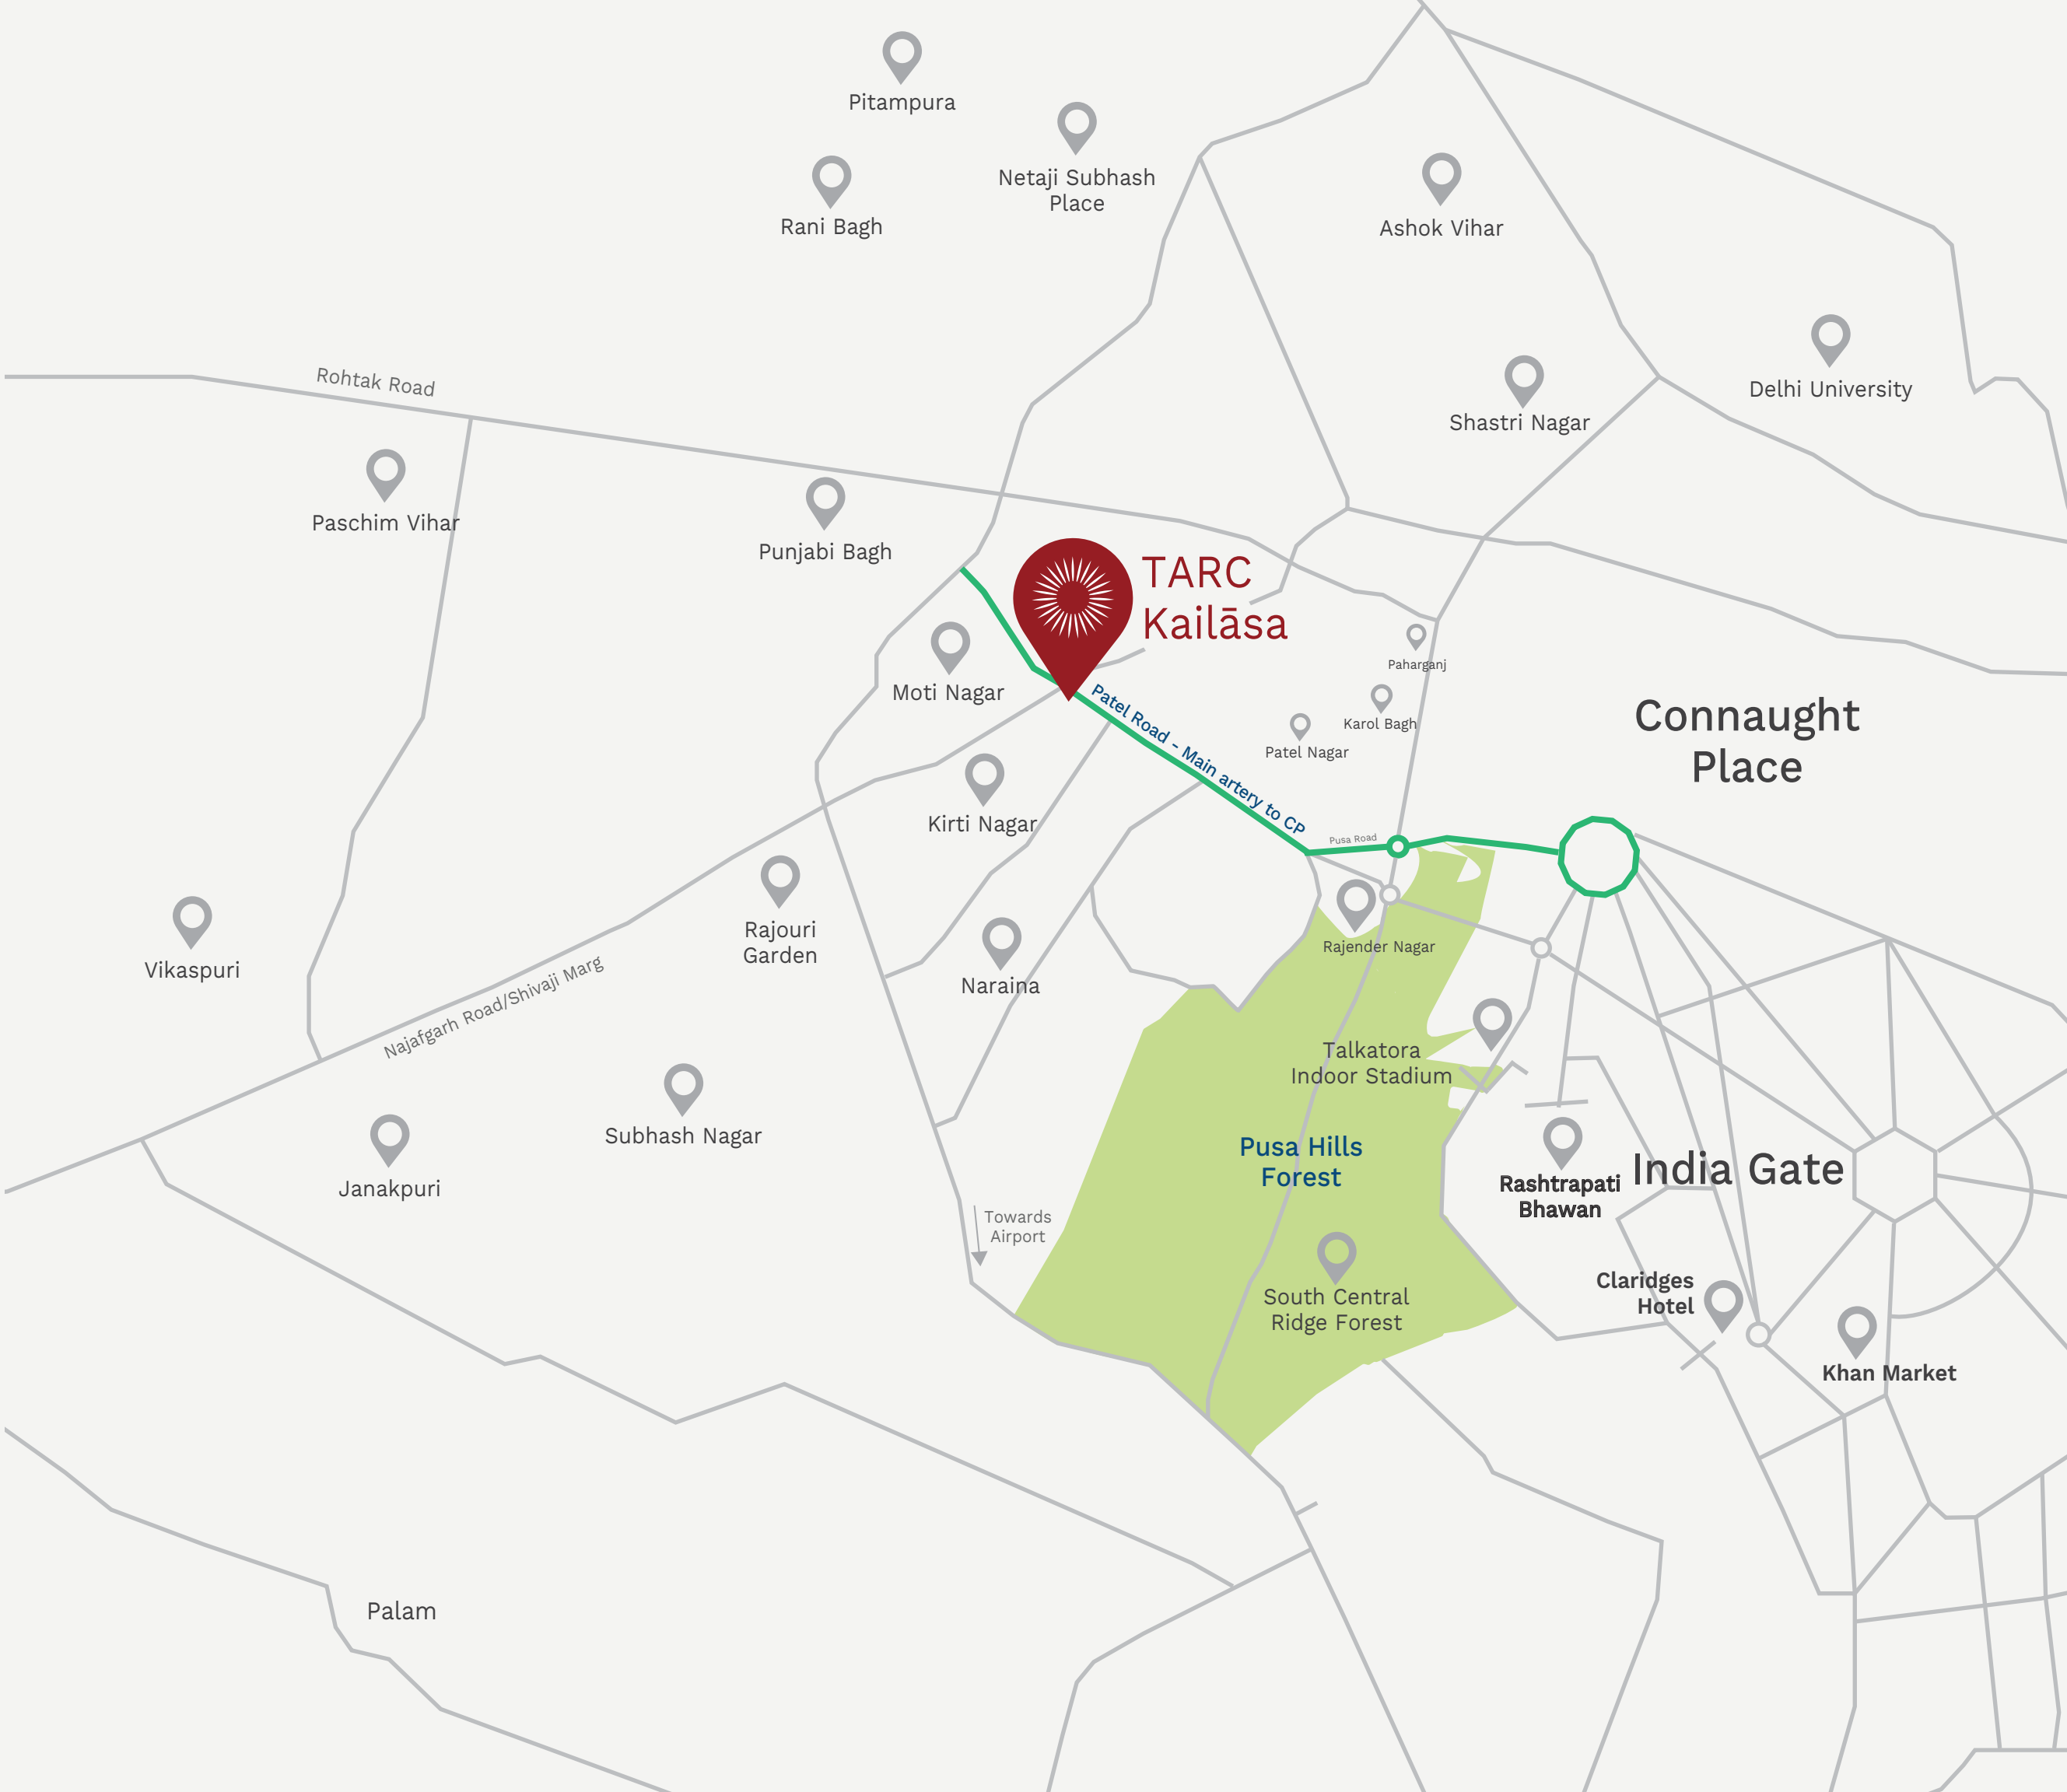 Pitampura
Netaji Subhash
Place
Rani Bagh
Ashok Vihar
Delhi University
Rohtak Road
Shastri Nagar
Paschim Vihar
Punjabi Bagh
TARC
Kailāsa
Moti Nagar
Paharganj
Karol Bagh
Patel Nagar
Patel Road - Main artery to CP
Connaught
Place
Kirti Nagar
Pusa Road
Rajouri
Garden
Rajender Nagar
Vikaspuri
Naraina
Najafgarh Road/Shivaji Marg
Talkatora
Indoor Stadium
Subhash Nagar
Janakpuri
Pusa Hills
Forest
India Gate
Rashtrapati
Bhawan
Towards
Airport
South Central
Ridge Forest
Claridges
Hotel
Khan Market
Palam